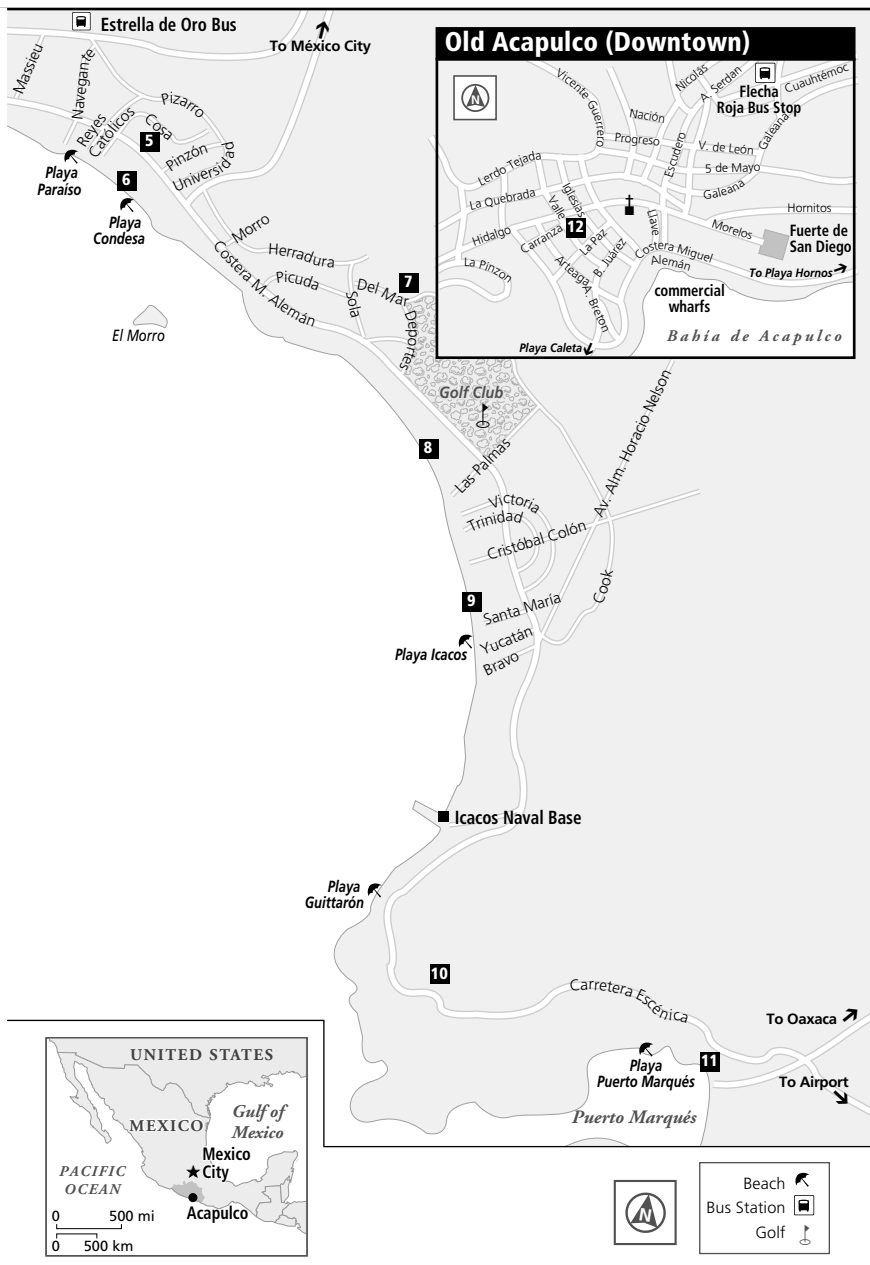 Estrella de Oro Bus
To México City
Massieu
Navegante
Reyes
Católicos
Pizarro
Cosa
5
Pinzón
Universidad
Playa
Paraíso
6
Playa
Condesa
Morro
Herradura
Costera M. Alemán
Picuda
Sola
Del Mar
7
Deportes
El Morro
Golf Club
8
Las Palmas
Av. Alm. Horacio Nelson
Victoria
Trinidad
Cristóbal Colón
Cook
9
Santa María
Yucatán
Bravo
Playa Icacos
Icacos Naval Base
Playa
Guittarón
10
Carretera Escénica
To Oaxaca
11
Playa
Puerto Marqués
To Airport
Puerto Marqués
Old Acapulco (Downtown)
N
Vicente Guerrero
Nicolás
A. Serdan
Flecha
Roja Bus Stop
Cuauhtémoc
Nación
Progreso
Escudero
V. de León
Galeana
5 de Mayo
Galeana
Lerdo Tejada
La Quebrada
Iglesias
Valle
12
Hidalgo
Carranza
La Paz
B. Juárez
Llave
Hornitos
Morelos
Fuerte de
San Diego
Costera Miguel
Alemán
La Pinzon
Arteaga
A. Breton
To Playa Hornos
commercial
wharfs
Playa Caleta
Bahía de Acapulco
UNITED STATES
MEXICO
Gulf of
Mexico
Mexico
City
PACIFIC
OCEAN
Acapulco
0 500 mi
0 500 km
N
Beach
Bus Station
Golf